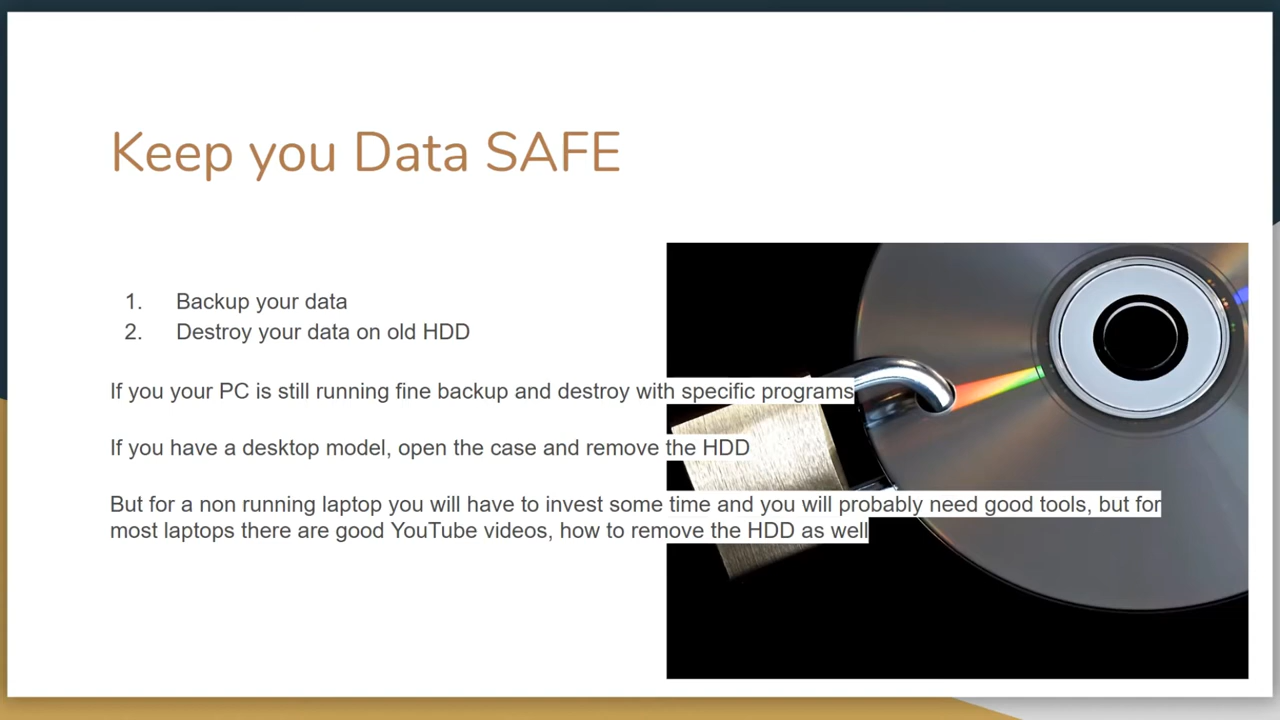 Keep you Data SAFE
1. Backup your data
2. Destroy your data on old HDD
If you your PC is still running fine backup and destroy with specific programs
If you have a desktop model, open the case and remove the HDD
But for a non running laptop you will have to invest some time and you will probably need good tools, but for
most laptops there are good YouTube videos, how to remove the HDD as well